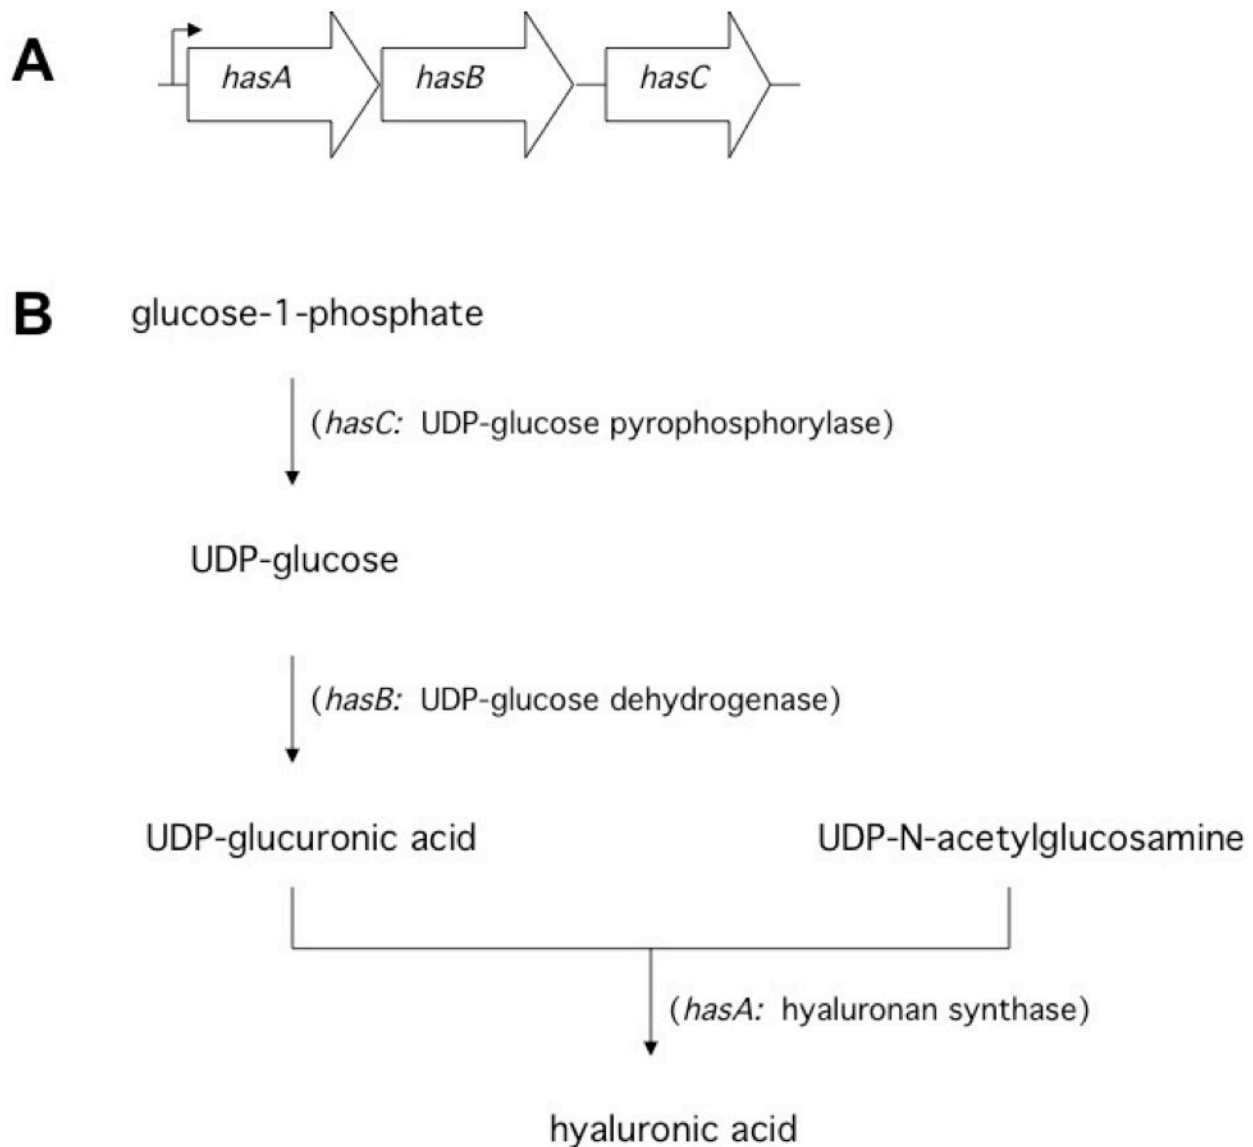 A
hasA hasB hasC
B
glucose-1-phosphate
(hasC: UDP-glucose pyrophosphorylase)
UDP-glucose
(hasB: UDP-glucose dehydrogenase)
UDP-glucuronic acid UDP-N-acetylglucosamine
(hasA: hyaluronan synthase)
hyaluronic acid